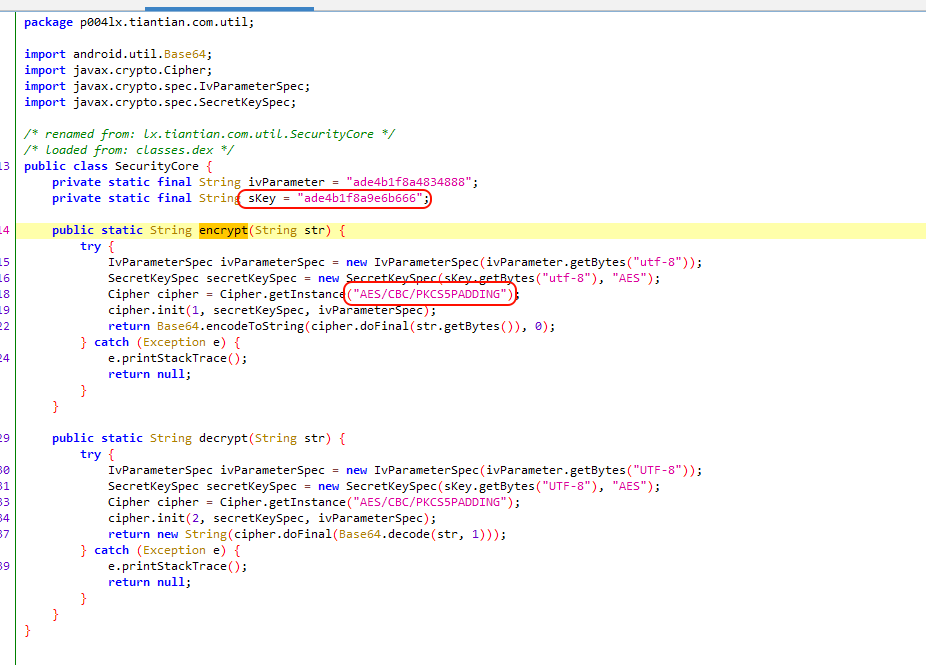 package p004lx.tiantian.com.util;
import android.util.Base64;
import javax.crypto.Cipher;
import javax.crypto.spec.IvParameterSpec;
import javax.crypto.spec.SecretKeySpec;
/* renamed from: lx.tiantian.com.util.SecurityCore */
/* loaded from: classes.dex */
13 public class SecurityCore {
private static final String ivParameter = "ade4b1f8a4834888";
private static final String sKey = "ade4b1f8a9e6b666";
14 public static String encrypt(String str) {
try {
15 IvParameterSpec ivParameterSpec = new IvParameterSpec(ivParameter.getBytes("utf-8"));
16 SecretKeySpec secretKeySpec = new SecretKeySpec(sKey.getBytes("utf-8"), "AES");
18 Cipher cipher = Cipher.getInstance("AES/CBC/PKCS5PADDING");
19 cipher.init(1, secretKeySpec, ivParameterSpec);
22 return Base64.encodeToString(cipher.doFinal(str.getBytes()), 0);
} catch (Exception e) {
24 e.printStackTrace();
return null;
}
}
29 public static String decrypt(String str) {
try {
30 IvParameterSpec ivParameterSpec = new IvParameterSpec(ivParameter.getBytes("UTF-8"));
31 SecretKeySpec secretKeySpec = new SecretKeySpec(sKey.getBytes("UTF-8"), "AES");
33 Cipher cipher = Cipher.getInstance("AES/CBC/PKCS5PADDING");
34 cipher.init(2, secretKeySpec, ivParameterSpec);
37 return new String(cipher.doFinal(Base64.decode(str, 1)));
} catch (Exception e) {
39 e.printStackTrace();
return null;
}
}
}